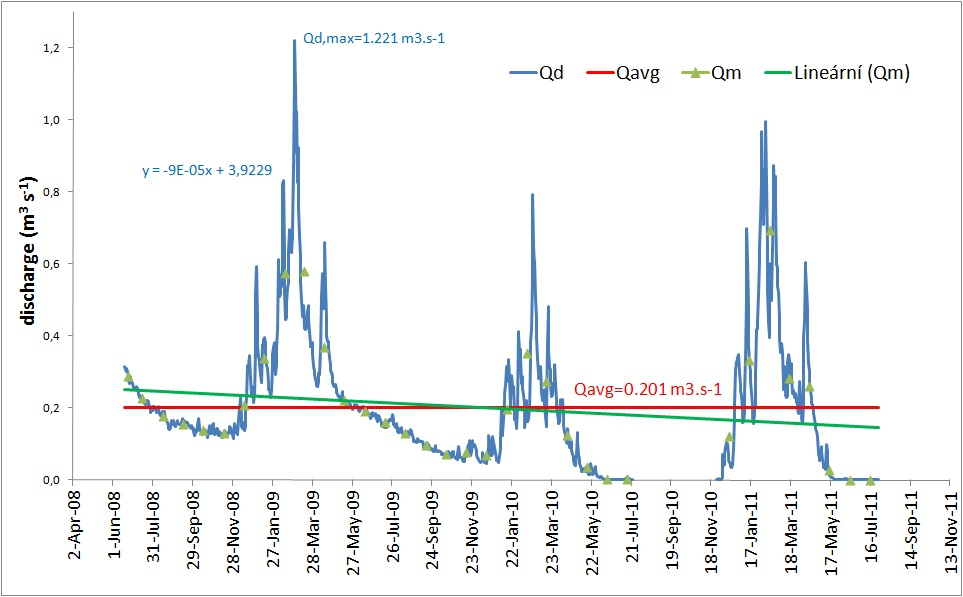 Qd,max=1.221 m3.s-1
Qd
Qavg
Qm
Lineární (Qm)
y = -9E-05x + 3,9229
Qavg=0.201 m3.s-1
discharge (m³ s⁻¹)
1,2
1,0
0,8
0,6
0,4
0,2
0,0
2-Apr-08
1-Jun-08
31-Jul-08
29-Sep-08
28-Nov-08
27-Jan-09
28-Mar-09
27-May-09
26-Jul-09
24-Sep-09
23-Nov-09
22-Jan-10
23-Mar-10
22-May-10
21-Jul-10
19-Sep-10
18-Nov-10
17-Jan-11
18-Mar-11
17-May-11
16-Jul-11
14-Sep-11
13-Nov-11